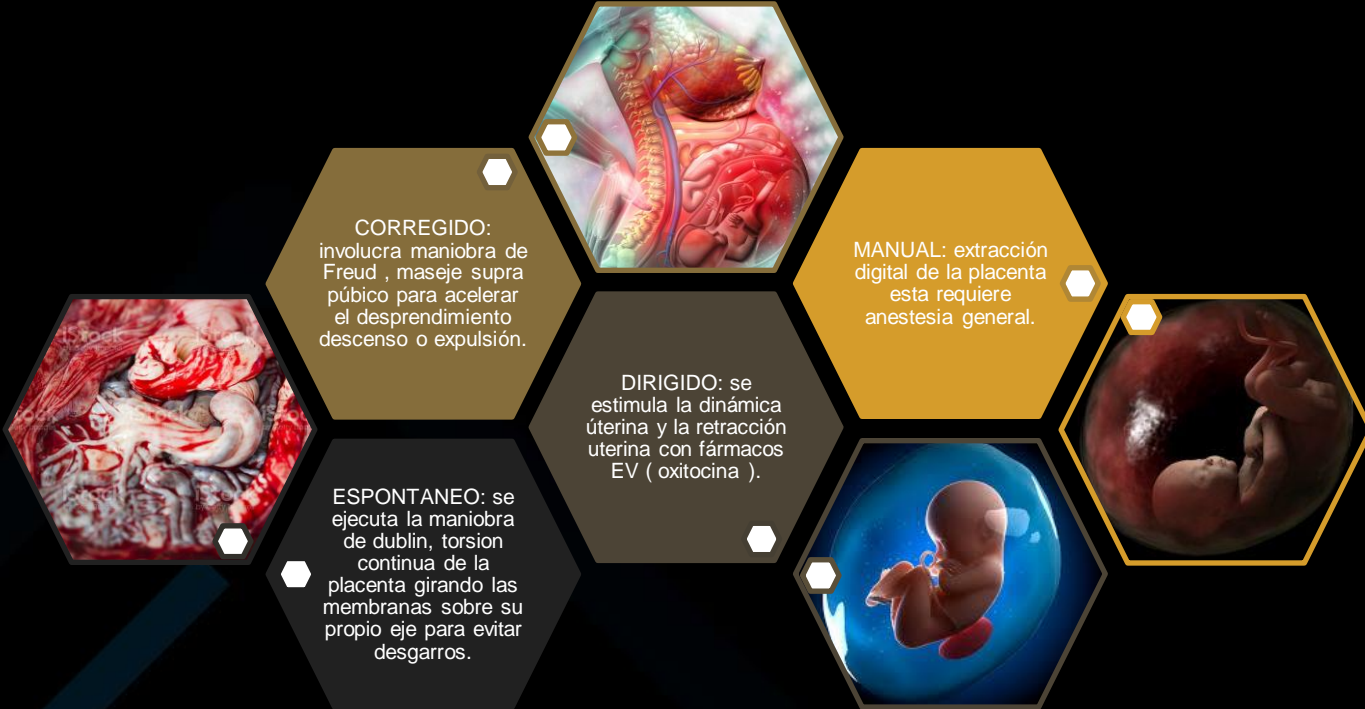 CORREGIDO:
involucra maniobra de
Freud , maseje supra
púbico para acelerar
el desprendimiento
descenso o expulsión.
MANUAL: extracción
digital de la placenta
esta requiere
anestesia general.
DIRIGIDO: se
estimula la dinámica
úterina y la retracción
uterina con fármacos
EV ( oxitocina ).
ESPONTANEO: se
ejecuta la maniobra
de dublin, torsion
continua de la
placenta girando las
membranas sobre su
propio eje para evitar
desgarros.
iStock